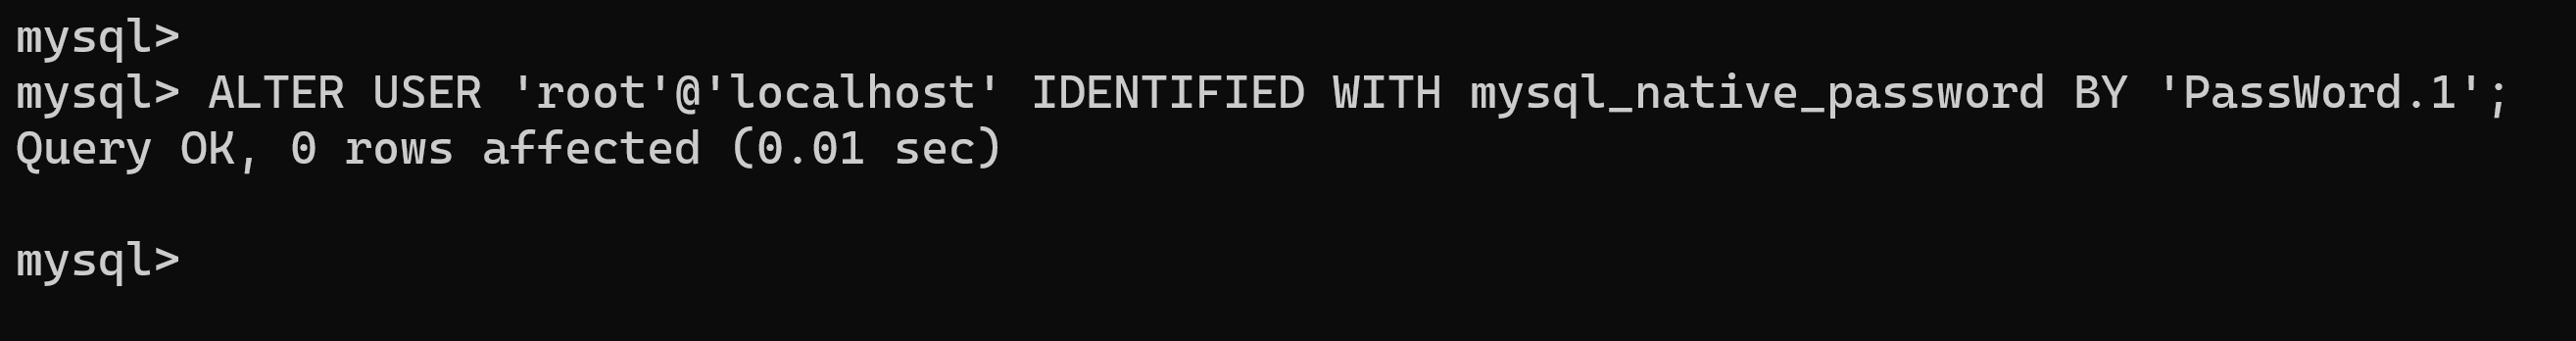 mysql>
mysql> ALTER USER 'root'@'localhost' IDENTIFIED WITH mysql_native_password BY 'PassWord.1';
Query OK, 0 rows affected (0.01 sec)
mysql>